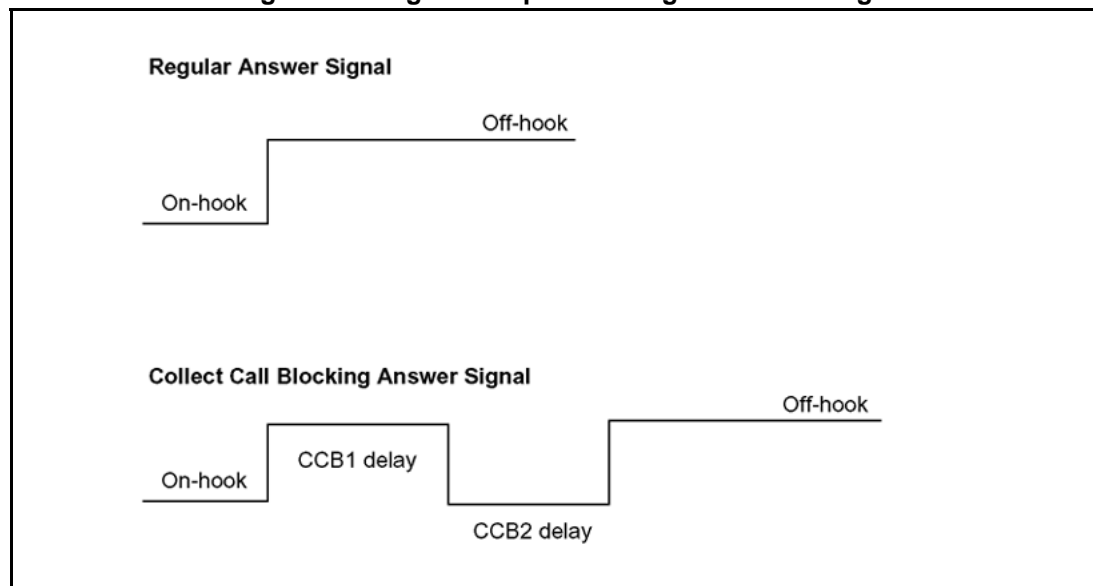 Regular Answer Signal
Off-hook
On-hook
Collect Call Blocking Answer Signal
Off-hook
CCB1 delay
On-hook
CCB2 delay